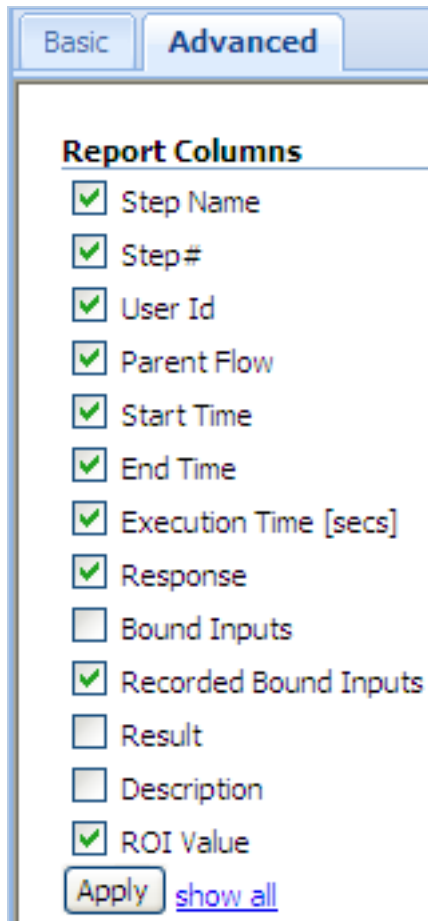 Basic Advanced
Report Columns
Step Name
Step#
User Id
Parent Flow
Start Time
End Time
Execution Time [secs]
Response
Bound Inputs
Recorded Bound Inputs
Result
Description
ROI Value
Apply show all